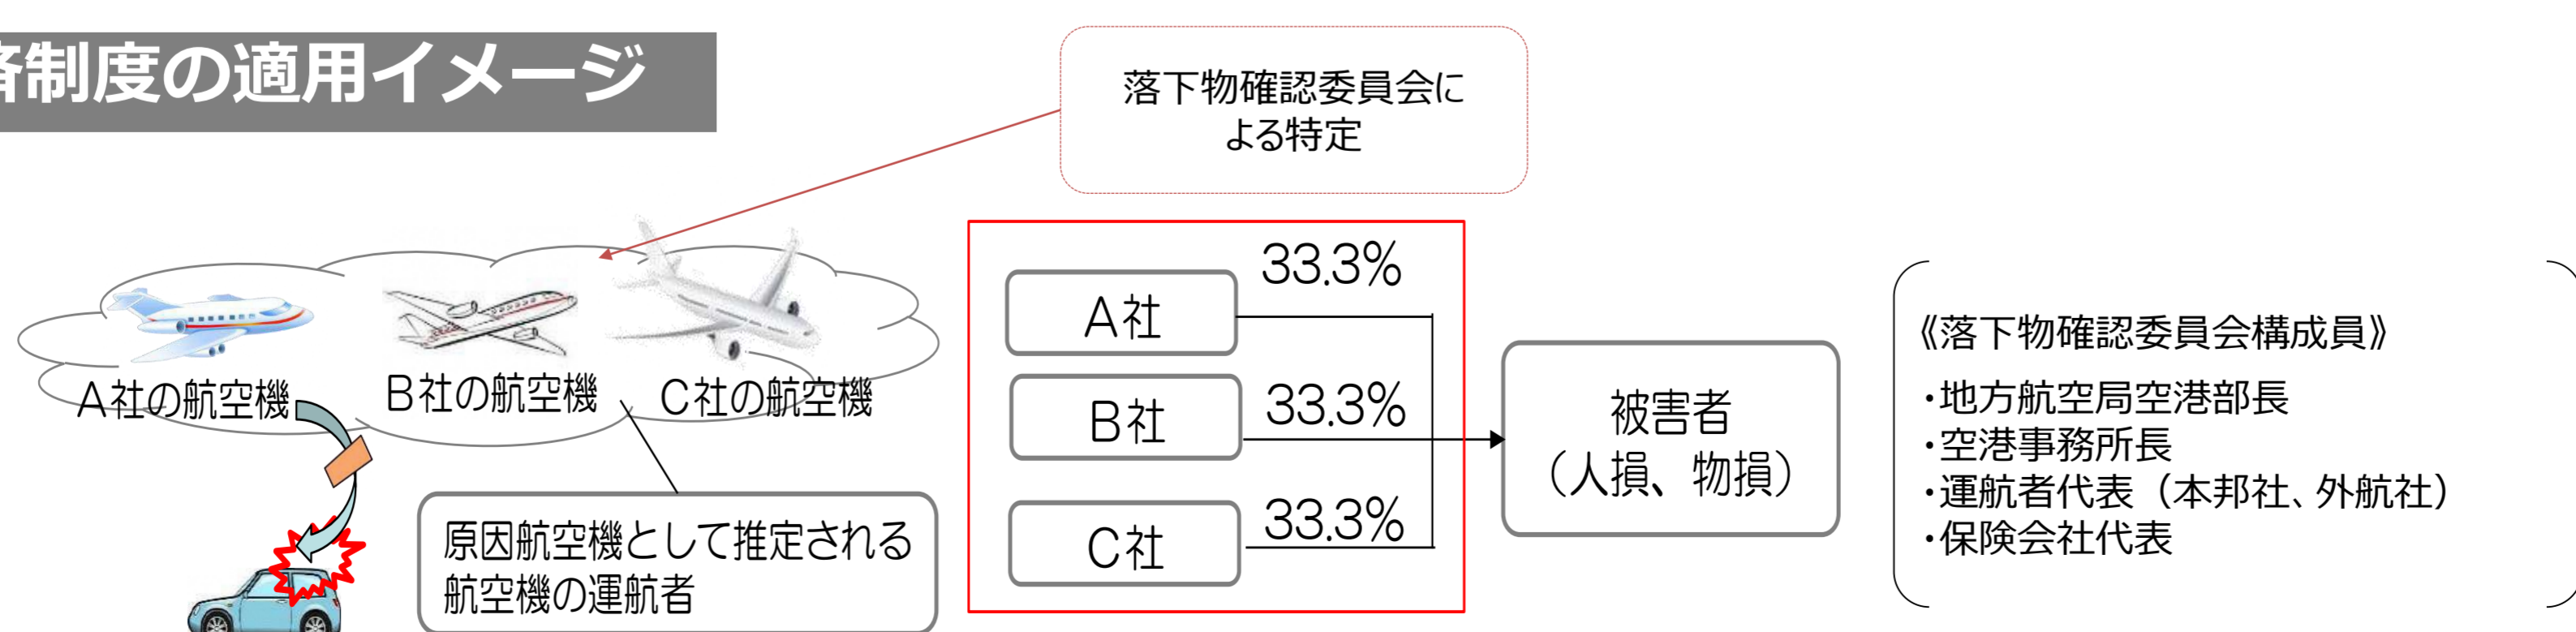 済制度の適用イメージ
落下物確認委員会に
よる特定
A社の航空機
B社の航空機
C社の航空機
原因航空機として推定される
航空機の運航者
A社
33.3%
B社
33.3%
C社
33.3%
被害者
(人損、物損)
《落下物確認委員会構成員》
・地方航空局空港部長
・空港事務所長
・運航者代表(本邦社、外航社)
・保険会社代表